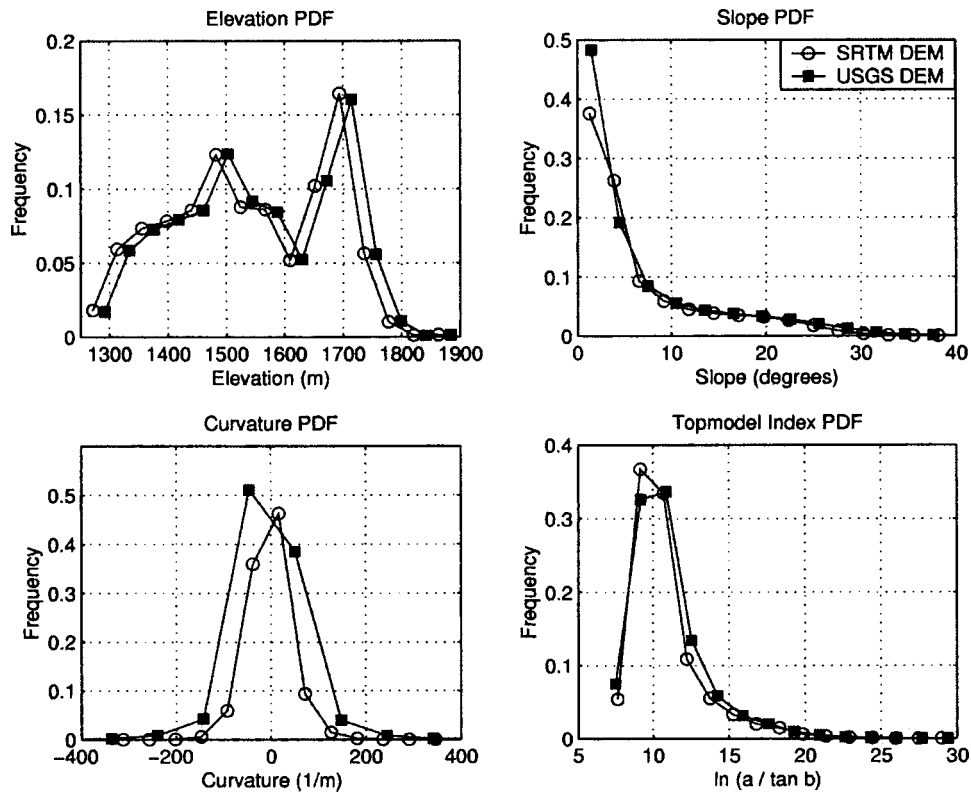 Elevation PDF
0.2
0.15
0.1
0.05
0
Frequency
1300 1400 1500 1600 1700 1800 1900
Elevation (m)
Slope PDF
SRTM DEM
USGS DEM
0.5
0.4
0.3
0.2
0.1
0
Frequency
0 10 20 30 40
Slope (degrees)
Curvature PDF
0.5
0.4
0.3
0.2
0.1
0
Frequency
−400 −200 0 200 400
Curvature (1/m)
Topmodel Index PDF
0.4
0.3
0.2
0.1
0
Frequency
5 10 15 20 25 30
ln (a / tan b)